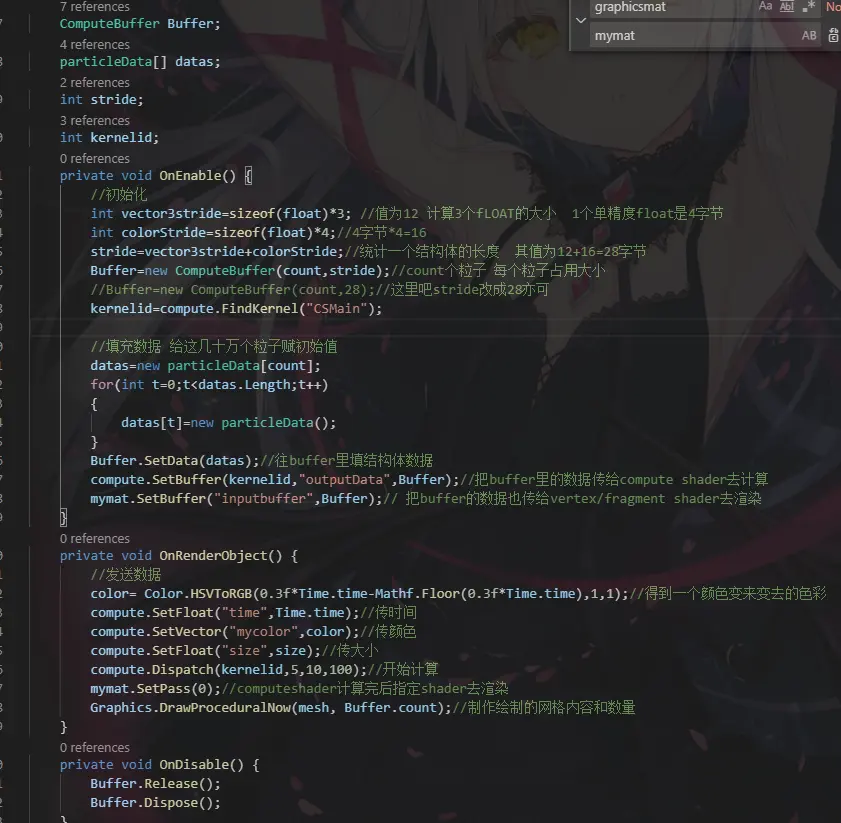 7 references
graphicsmat
Aa Abl .* No
ComputeBuffer Buffer;
mymat
AB
4 references
particleData[] datas;
2 references
int stride;
3 references
int kernelid;
0 references
private void OnEnable() {
//初始化
int vector3stride=sizeof(float)*3; //值为12 计算3个fLOAT的大小 1个单精度float是4字节
int colorStride=sizeof(float)*4;//4字节*4=16
stride=vector3stride+colorStride;//统计一个结构体的长度 其值为12+16=28字节
Buffer=new ComputeBuffer(count,stride);//count个粒子 每个粒子占用大小
//Buffer=new ComputeBuffer(count,28);//这里吧stride改成28亦可
kernelid=compute.FindKernel("CSMain");
//填充数据 给这几十万个粒子赋初始值
datas=new particleData[count];
for(int t=0;t<datas.Length;t++)
{
datas[t]=new particleData();
}
Buffer.SetData(datas);//往buffer里填结构体数据
compute.SetBuffer(kernelid,"outputData",Buffer);//把buffer里的数据传给compute shader去计算
mymat.SetBuffer("inputbuffer",Buffer);// 把buffer的数据也传给vertex/fragment shader去渲染
}
0 references
private void OnRenderObject() {
//发送数据
color= Color.HSVToRGB(0.3f*Time.time-Mathf.Floor(0.3f*Time.time),1,1);//得到一个颜色变来变去的色彩
compute.SetFloat("time",Time.time);//传时间
compute.SetVector("mycolor",color);//传颜色
compute.SetFloat("size",size);//传大小
compute.Dispatch(kernelid,5,10,100);//开始计算
mymat.SetPass(0);//computeshader计算完后指定shader去渲染
Graphics.DrawProceduralNow(mesh, Buffer.count);//制作绘制的网格内容和数量
}
0 references
private void OnDisable() {
Buffer.Release();
Buffer.Dispose();
}